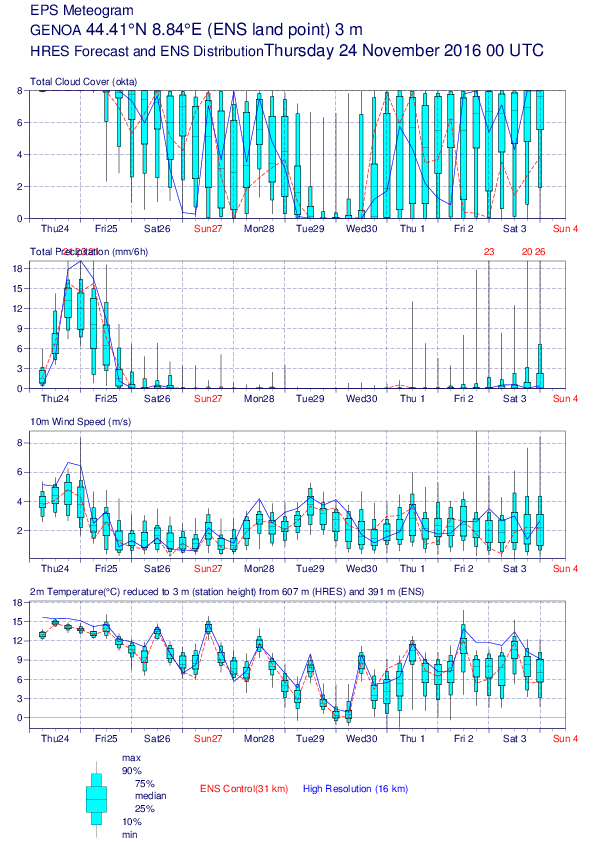 EPS Meteogram
GENOA 44.41°N 8.84°E (ENS land point) 3 m
HRES Forecast and ENS Distribution Thursday 24 November 2016 00 UTC
Total Cloud Cover (okta)
8
6
4
2
0
Thu24 Fri25 Sat26 Sun27 Mon28 Tue29 Wed30 Thu 1 Fri 2 Sat 3 Sun 4
Total Precipitation (mm/6h)
23 20 26
18
15
12
9
6
3
0
Thu24 Fri25 Sat26 Sun27 Mon28 Tue29 Wed30 Thu 1 Fri 2 Sat 3 Sun 4
10m Wind Speed (m/s)
8
6
4
2
Thu24 Fri25 Sat26 Sun27 Mon28 Tue29 Wed30 Thu 1 Fri 2 Sat 3 Sun 4
2m Temperature(°C) reduced to 3 m (station height) from 607 m (HRES) and 391 m (ENS)
18
15
12
9
6
3
0
Thu24 Fri25 Sat26 Sun27 Mon28 Tue29 Wed30 Thu 1 Fri 2 Sat 3 Sun 4
max
90%
75%
median
25%
10%
min
ENS Control(31 km) High Resolution (16 km)